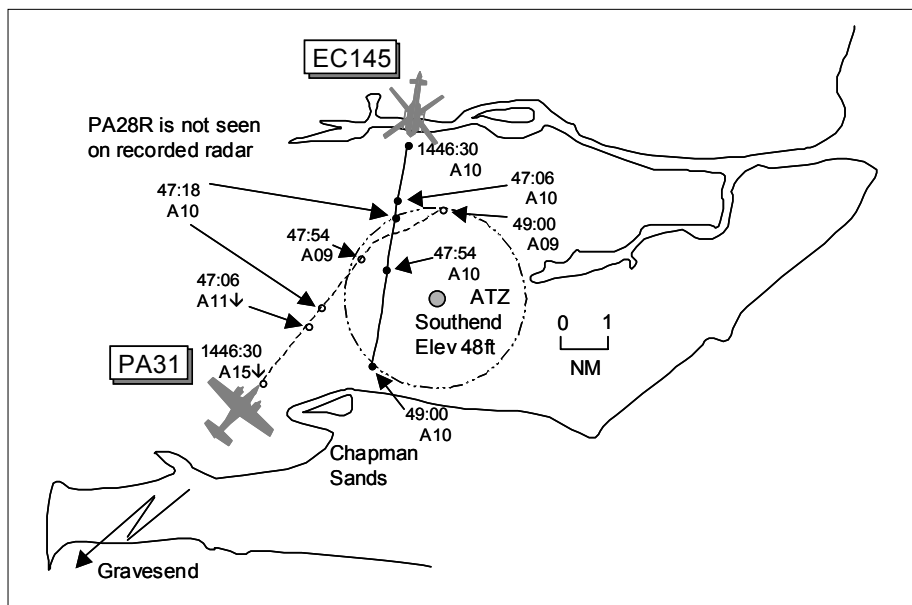 EC145
PA28R is not seen
on recorded radar
1446:30
A10
47:18
A10
47:06
A10
49:00
A09
47:54
A09
47:54
A10
47:06
A11↓
ATZ
Southend
Elev 48ft
0 1
NM
1446:30
A15↓
PA31
49:00
A10
Chapman
Sands
Gravesend